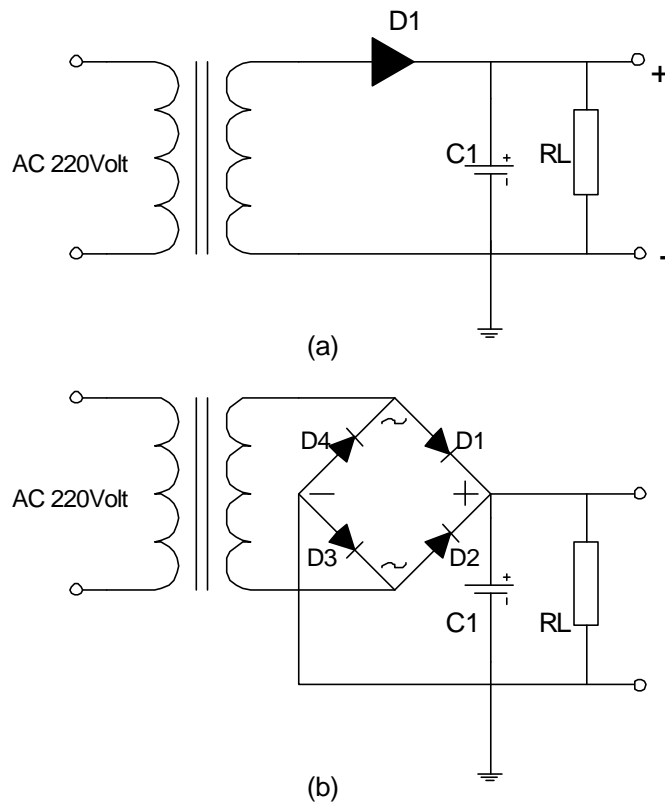 D1
+
AC 220Volt
C1
+
-
RL
-
(a)
D4
~
D1
AC 220Volt
−
+
D3
~
D2
+
-
C1
RL
(b)